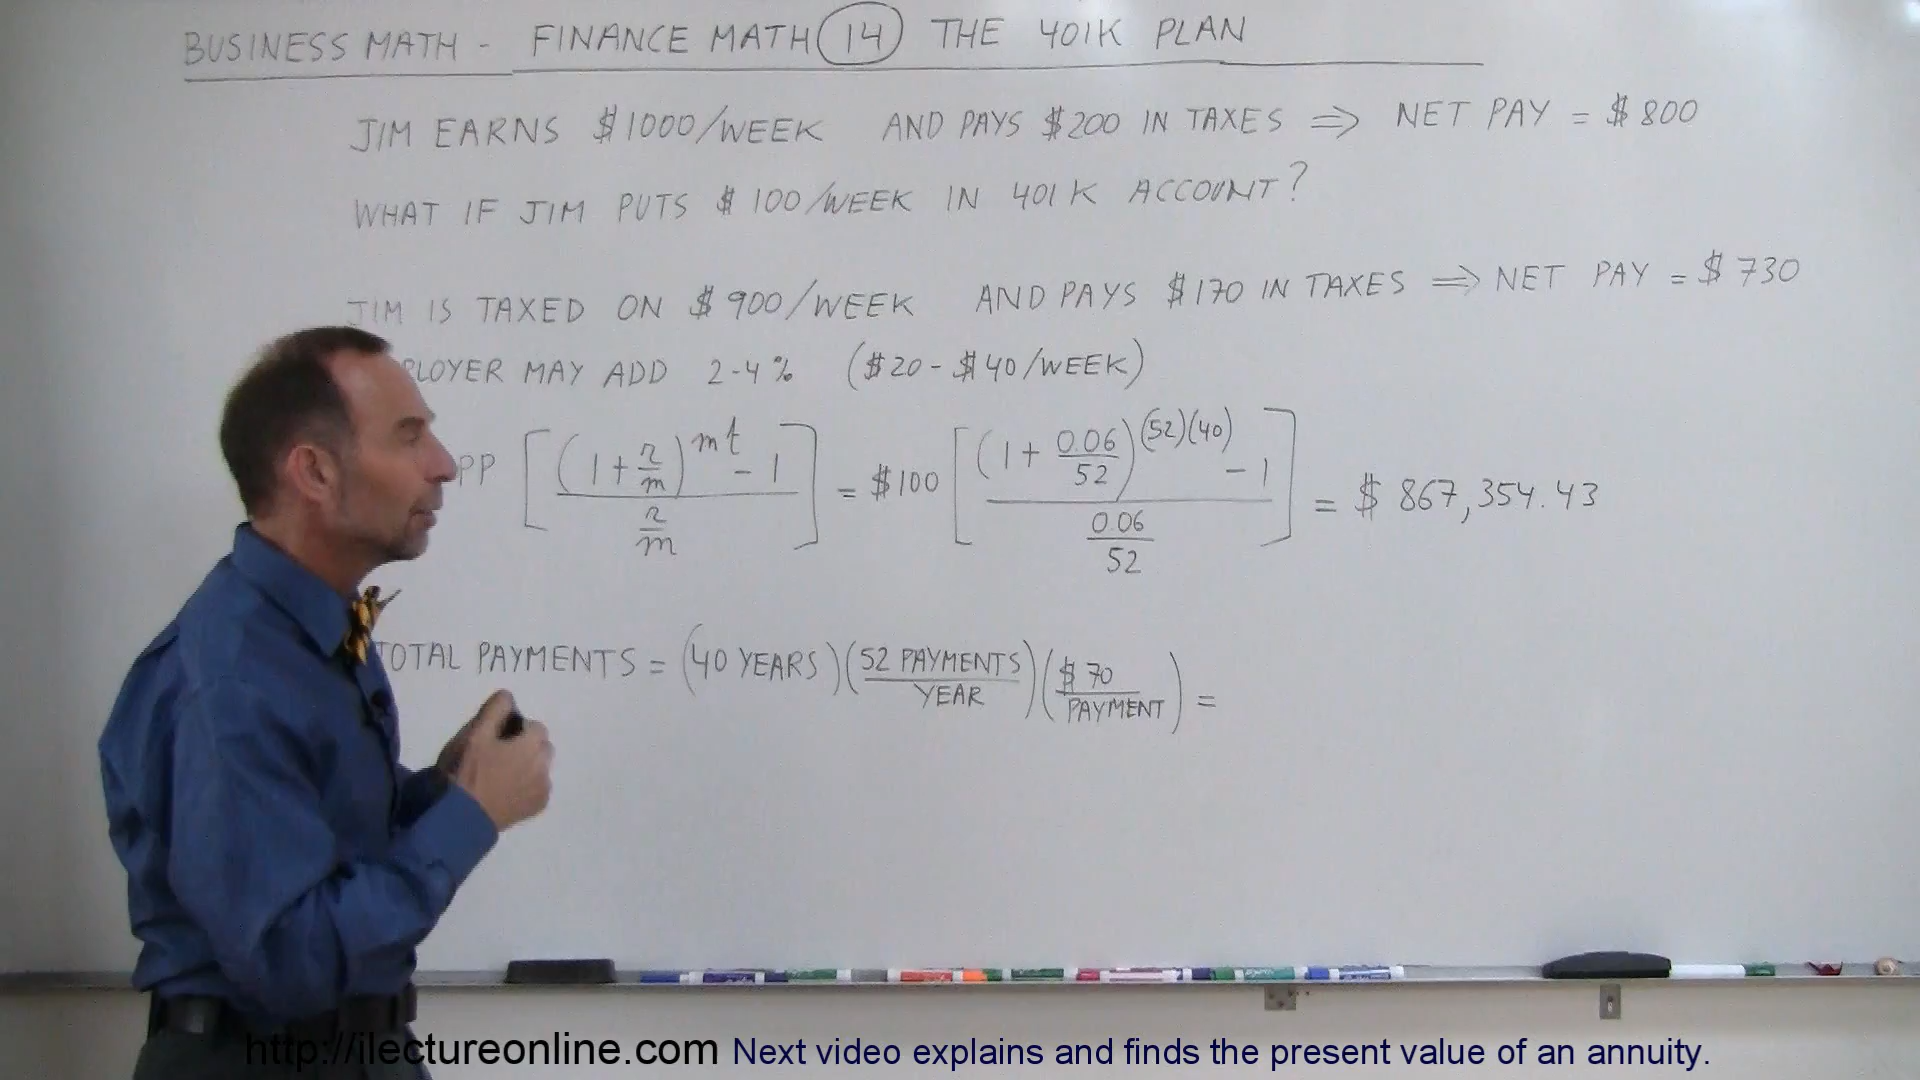 BUSINESS MATH - FINANCE MATH 14 THE 401K PLAN
JIM EARNS $1000/WEEK AND PAYS $200 IN TAXES ⇒ NET PAY = $800
WHAT IF JIM PUTS $100/WEEK IN 401K ACCOUNT?
JIM IS TAXED ON $900/WEEK AND PAYS $170 IN TAXES ⇒ NET PAY = $730
PLOYER MAY ADD 2-4% ($20-$40/WEEK)
PP [((1+r/m)^mt - 1)/(r/m)] = $100 [((1+0.06/52)^(52)(40) - 1)/(0.06/52)] = $867,354.43
TOTAL PAYMENTS = (40 YEARS)(52 PAYMENTS/YEAR)($70/PAYMENT) =
http://ilectureonline.com Next video explains and finds the present value of an annuity.